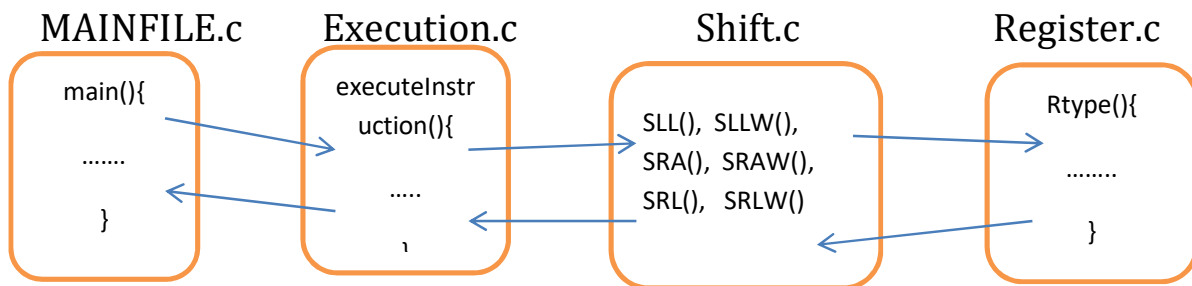 MAINFILE.c
Execution.c
Shift.c
Register.c
main(){
…….
}
executeInstr
uction(){
…..
}
SLL(), SLLW(),
SRA(), SRAW(),
SRL(), SRLW()
Rtype(){
……..
}